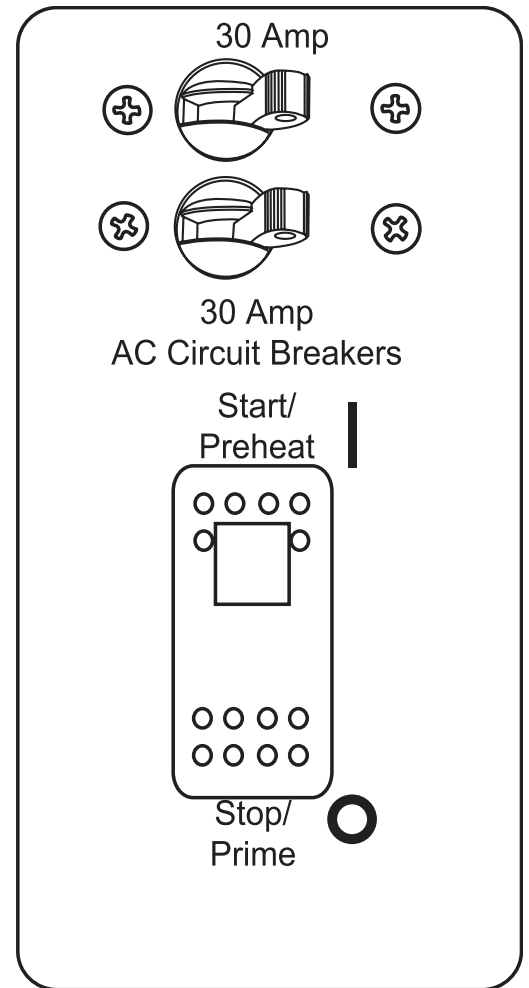 30 Amp
30 Amp
AC Circuit Breakers
Start/
Preheat
Stop/
Prime